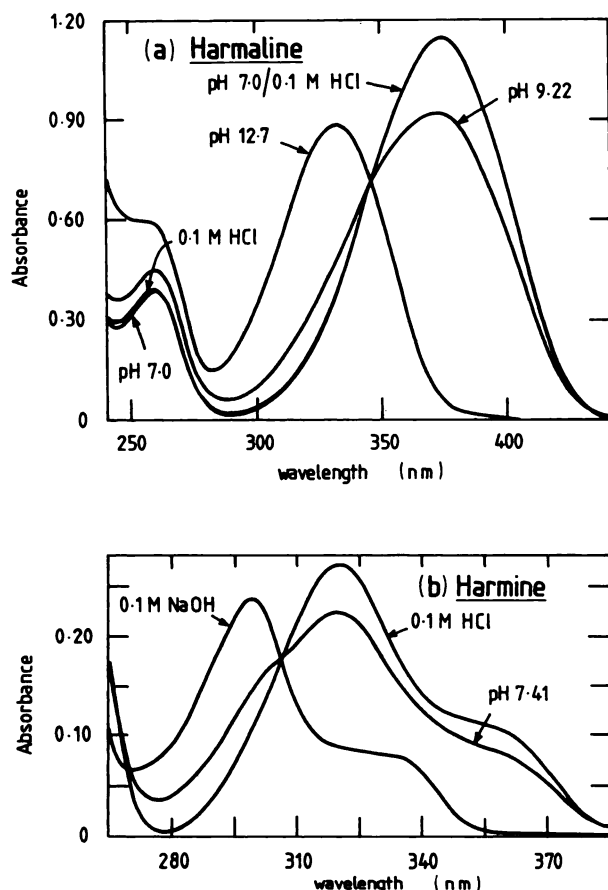 1·20
(a) Harmaline
pH 7·0/0·1 M HCl
pH 9·22
0·90
pH 12·7
Absorbance
0·60
0·1 M HCl
0·30
pH 7·0
0
250 300 350 400
wavelength (nm)
(b) Harmine
0·1 M NaOH
0·1 M HCl
0·20
pH 7·41
Absorbance
0·10
0
280 310 340 370
wavelength (nm)